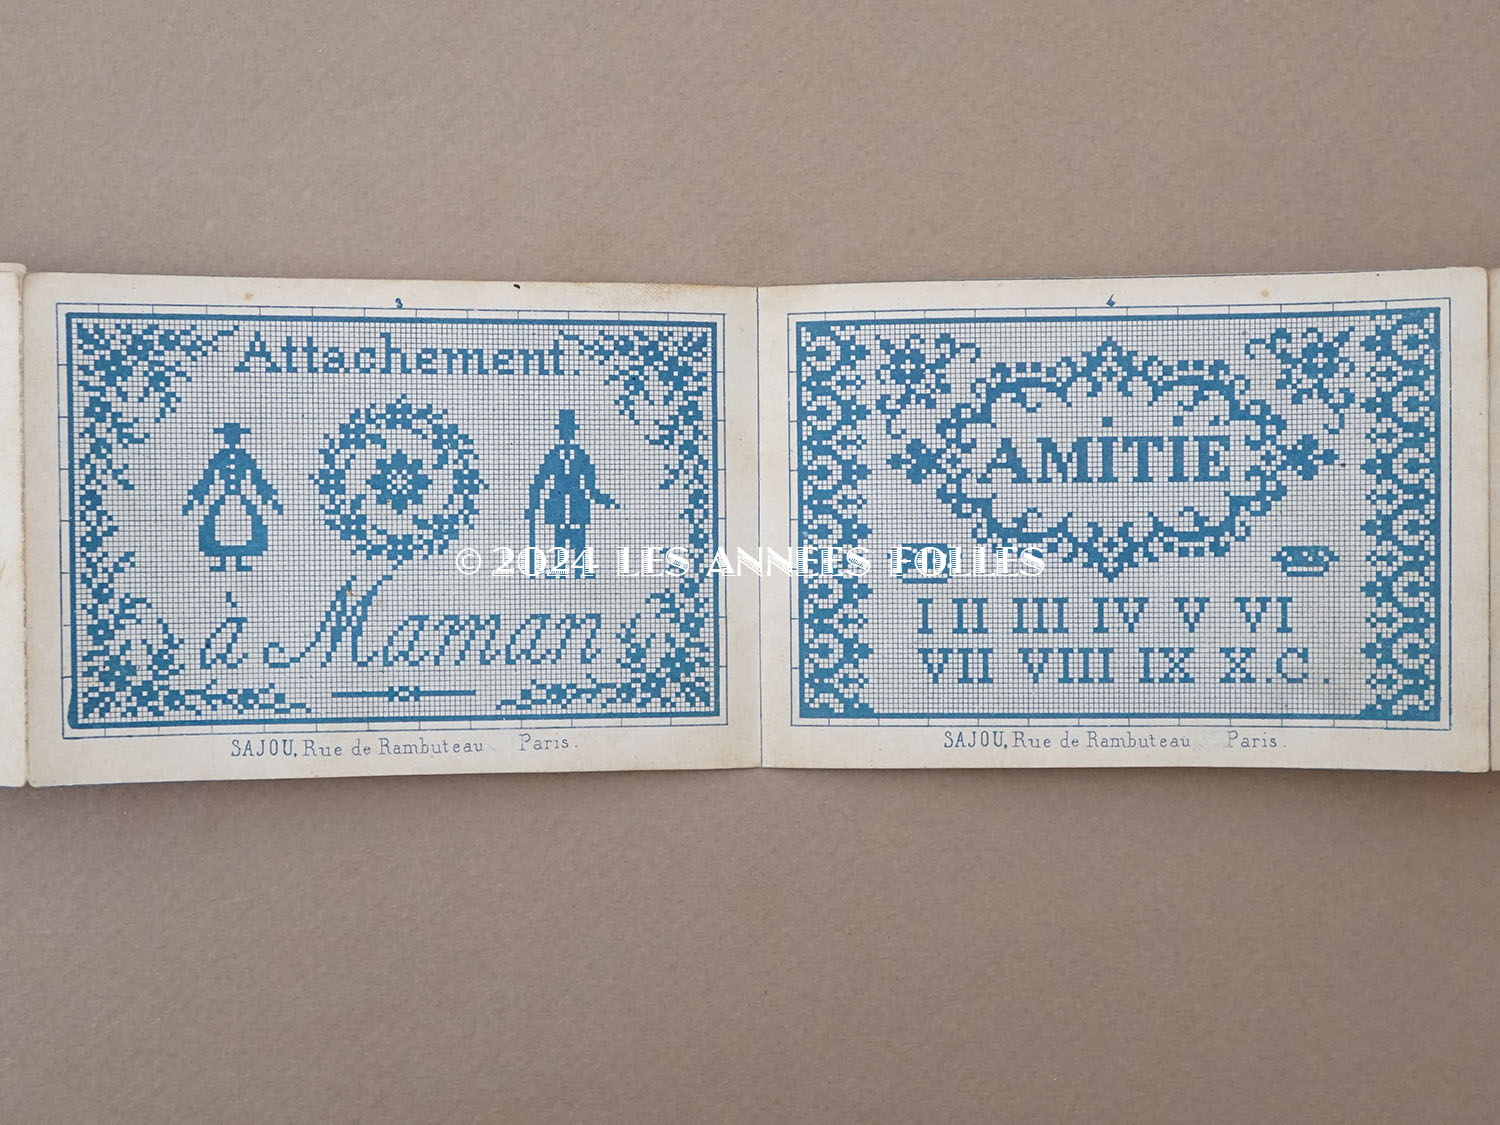 3
Attachement.
à Maman
SAJOU, Rue de Rambuteau Paris.
4
AMITIÉ
I II III IV V VI
VII VIII IX X.C.
SAJOU, Rue de Rambuteau Paris.
© 2024 LES ANNEES FOLLES